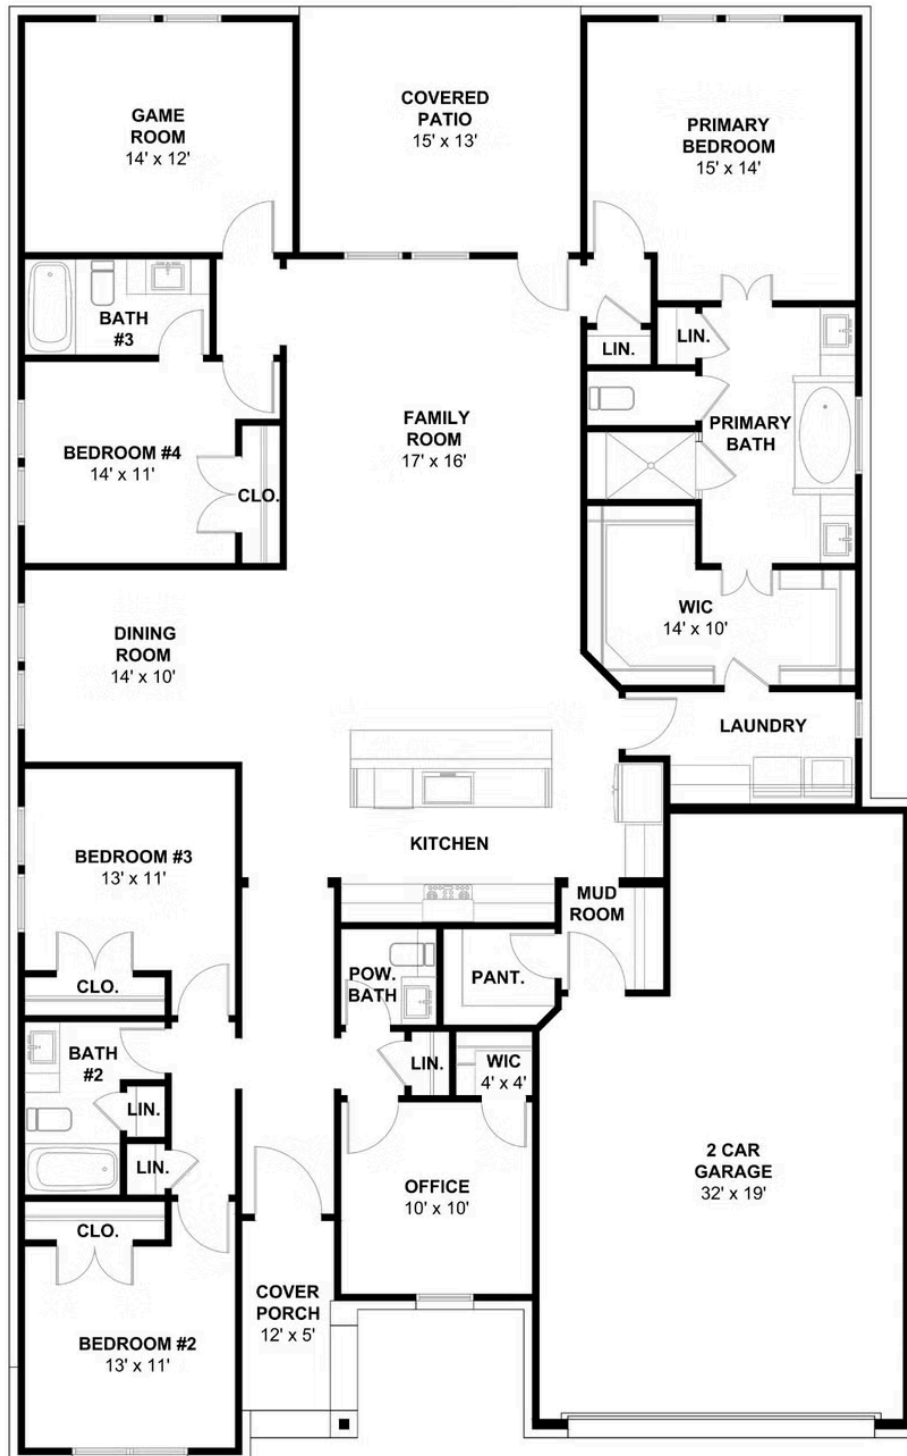 GAME
ROOM
14' x 12'
COVERED
PATIO
15' x 13'
PRIMARY
BEDROOM
15' x 14'
BATH
#3
LIN.
LIN.
BEDROOM #4
14' x 11'
CLO.
FAMILY
ROOM
17' x 16'
PRIMARY
BATH
DINING
ROOM
14' x 10'
WIC
14' x 10'
LAUNDRY
KITCHEN
BEDROOM #3
13' x 11'
CLO.
MUD
ROOM
POW.
BATH
PANT.
BATH
#2
LIN.
LIN.
LIN.
WIC
4' x 4'
OFFICE
10' x 10'
2 CAR
GARAGE
32' x 19'
CLO.
BEDROOM #2
13' x 11'
COVER
PORCH
12' x 5'